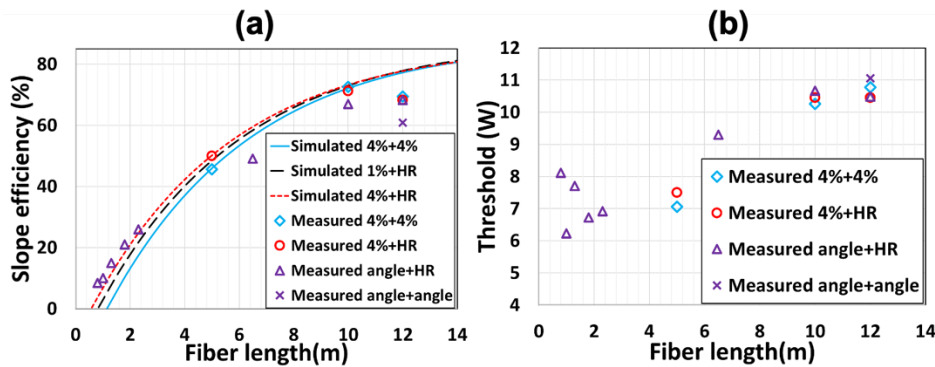 (a)
Slope efficiency (%)
80
60
40
20
0
0 2 4 6 8 10 12 14
Fiber length(m)
Simulated 4%+4%
Simulated 1%+HR
Simulated 4%+HR
Measured 4%+4%
Measured 4%+HR
Measured angle+HR
Measured angle+angle
(b)
Threshold (W)
12
11
10
9
8
7
6
5
4
0 2 4 6 8 10 12 14
Fiber length(m)
Measured 4%+4%
Measured 4%+HR
Measured angle+HR
Measured angle+angle